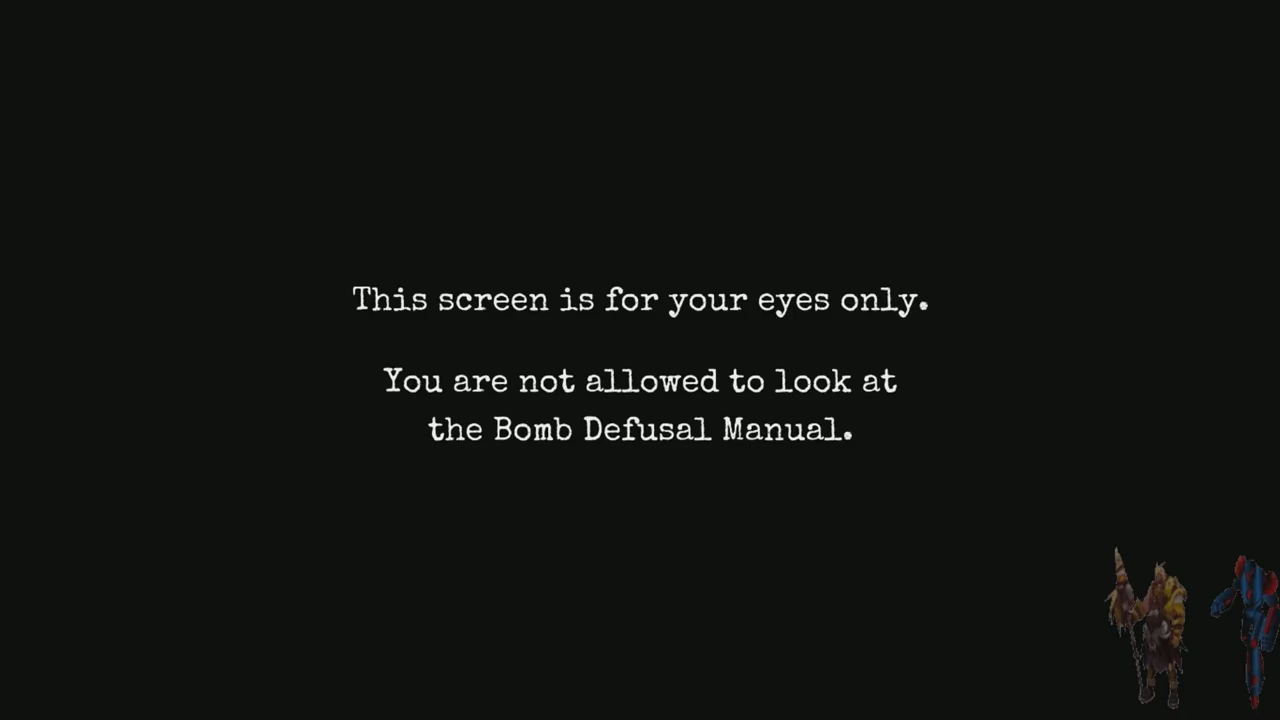 This screen is for your eyes only.
You are not allowed to look at
the Bomb Defusal Manual.